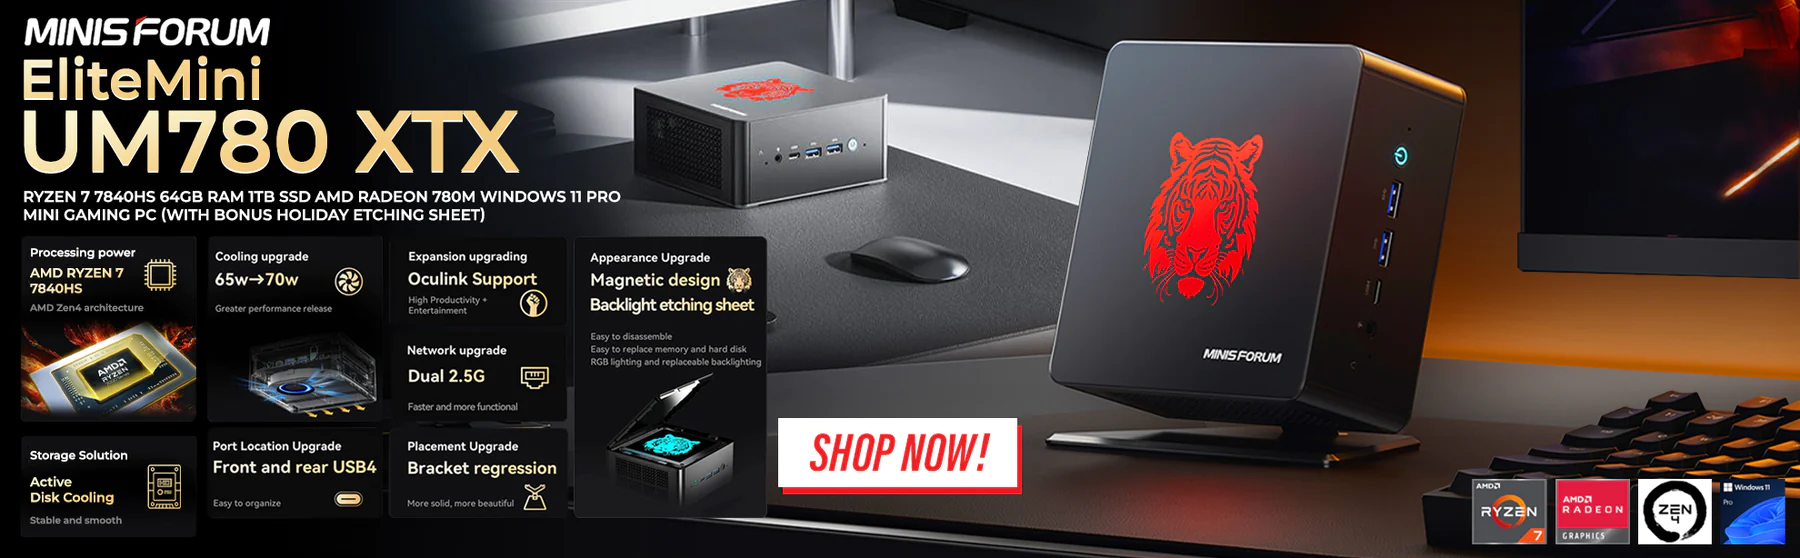 MINISFORUM
EliteMini
UM780 XTX
RYZEN 7 7840HS 64GB RAM 1TB SSD AMD RADEON 780M WINDOWS 11 PRO
MINI GAMING PC (WITH BONUS HOLIDAY ETCHING SHEET)
Processing power
AMD RYZEN 7
7840HS
AMD Zen4 architecture
AMD
RYZEN
Storage Solution
Active
Disk Cooling
Stable and smooth
Cooling upgrade
65w→70w
Greater performance release
Port Location Upgrade
Front and rear USB4
Easy to organize
Expansion upgrading
Oculink Support
High Productivity +
Entertainment
Network upgrade
Dual 2.5G
Faster and more functional
Placement Upgrade
Bracket regression
More solid, more beautiful
Appearance Upgrade
Magnetic design
Backlight etching sheet
Easy to disassemble
Easy to replace memory and hard disk
RGB lighting and replaceable backlighting
SHOP NOW!
MINISFORUM
MINISFORUM
AMD
RYZEN
7
AMD
RADEON
GRAPHICS
ZEN
4
Windows 11
Pro